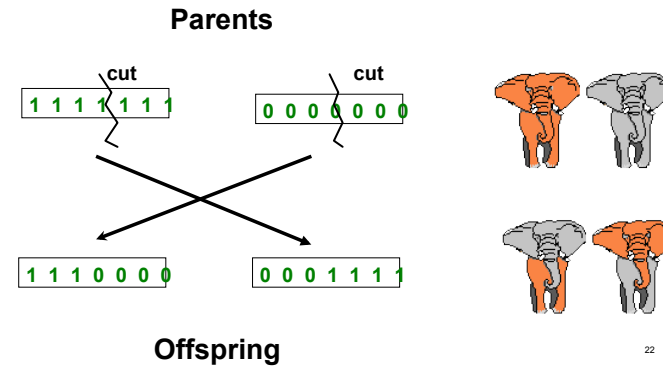 Parents
cut cut
1 1 1 1 1 1 1 0 0 0 0 0 0 0
1 1 1 0 0 0 0 0 0 0 1 1 1 1
Offspring
22